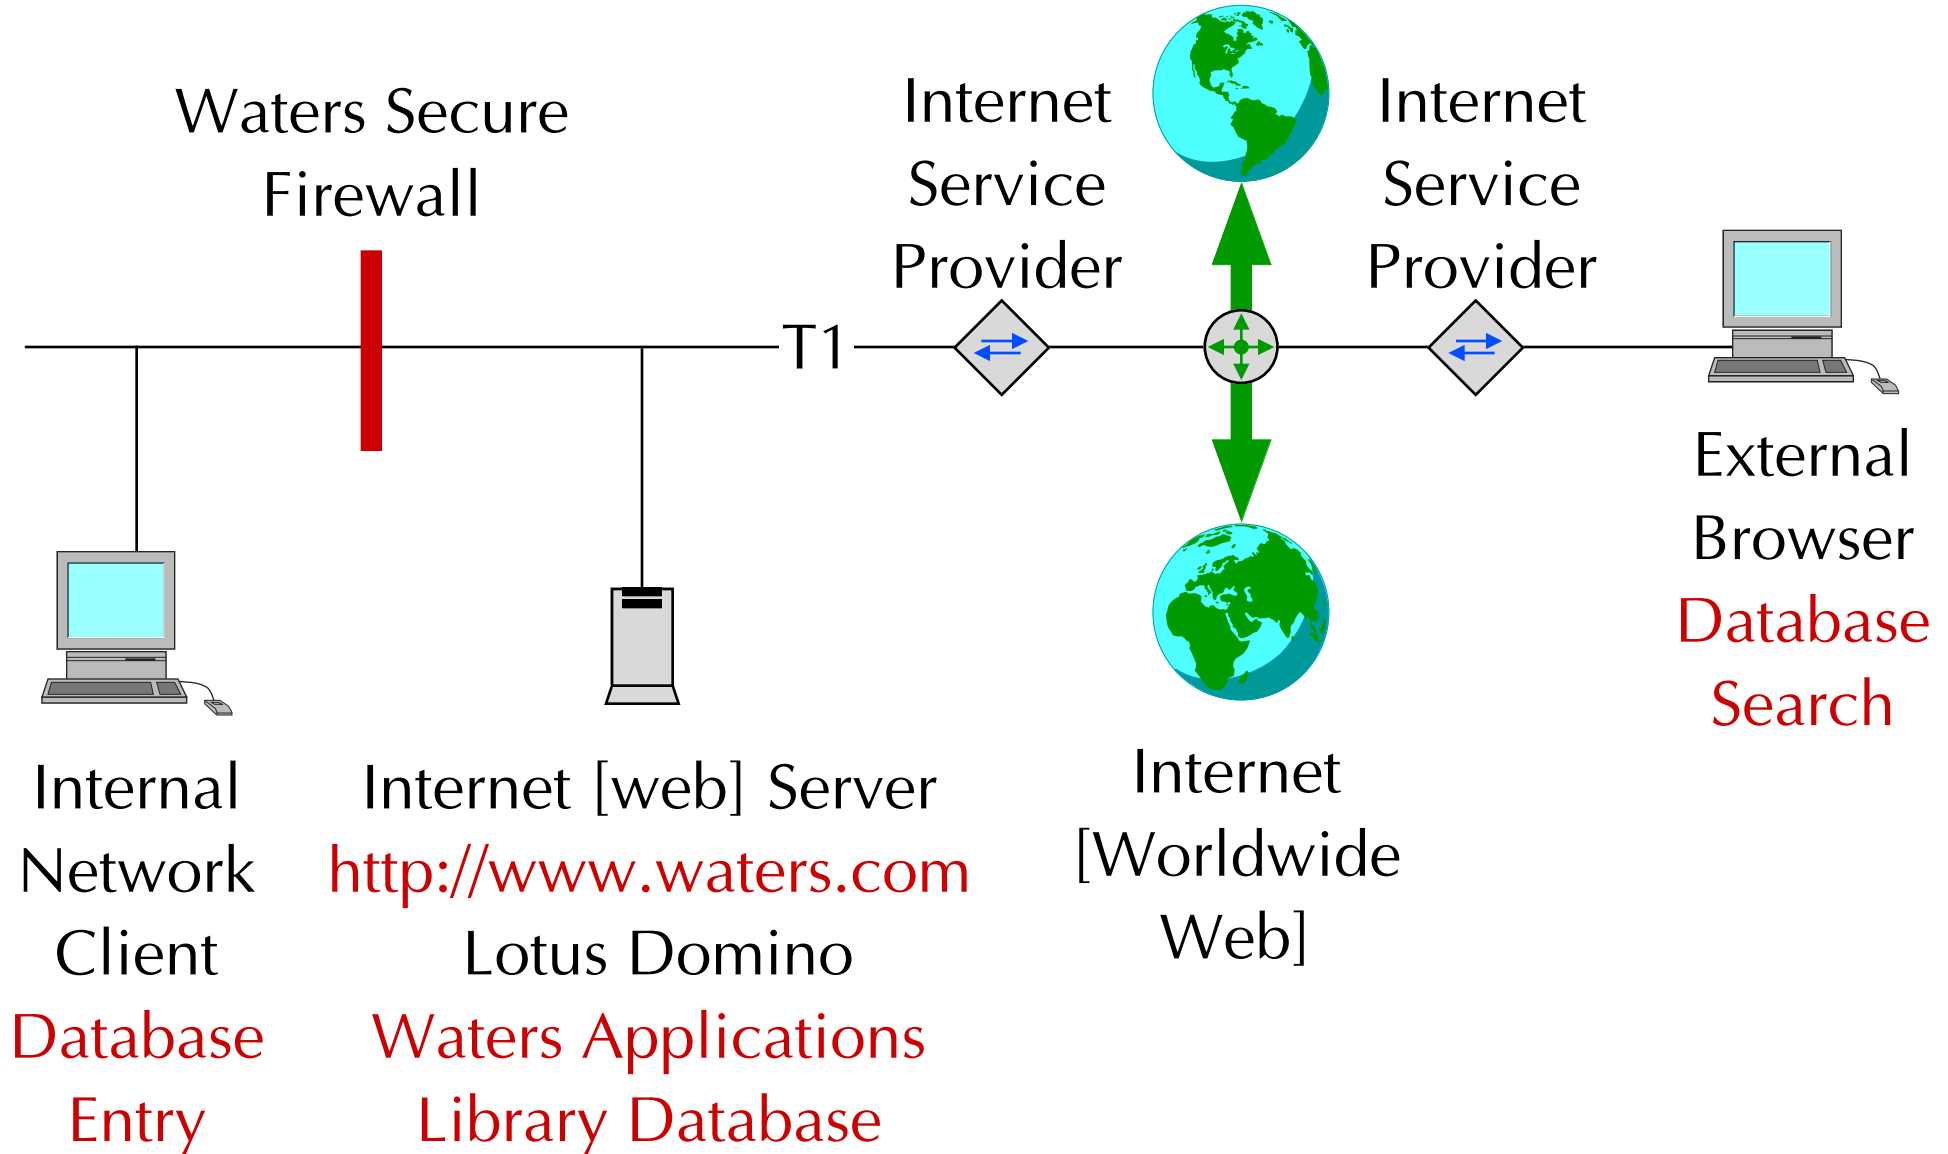 Waters Secure
Firewall
Internet
Service
Provider
Internet
Service
Provider
T1
External
Browser
Database
Search
Internal
Network
Client
Database
Entry
Internet [web] Server
http://www.waters.com
Lotus Domino
Waters Applications
Library Database
Internet
[Worldwide
Web]